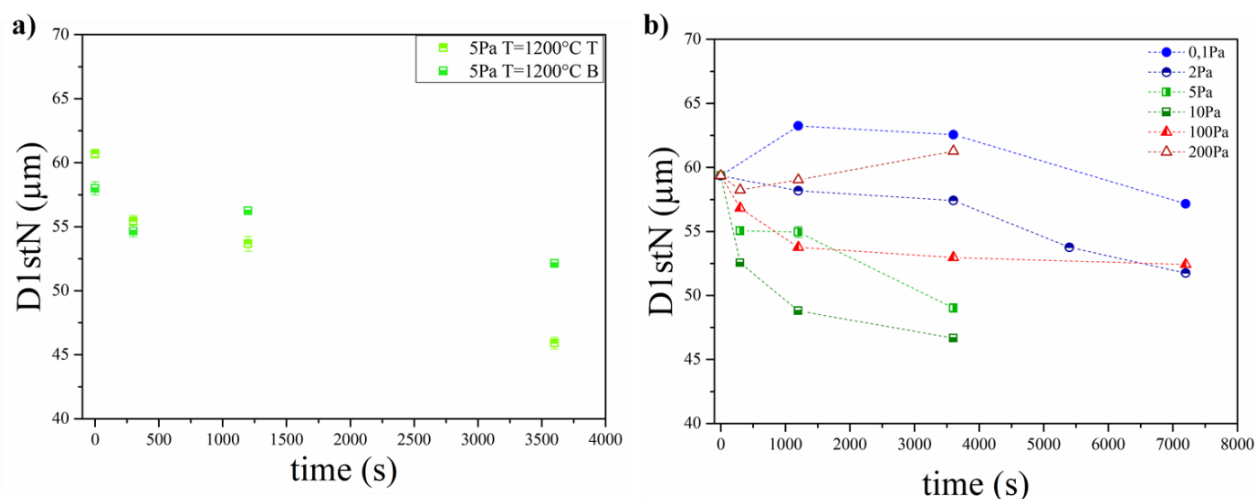 a)
5Pa T=1200°C T
5Pa T=1200°C B
D1stN (µm)
70
65
60
55
50
45
40
0 500 1000 1500 2000 2500 3000 3500 4000
time (s)
b)
0,1Pa
2Pa
5Pa
10Pa
100Pa
200Pa
D1stN (µm)
70
65
60
55
50
45
40
0 1000 2000 3000 4000 5000 6000 7000 8000
time (s)